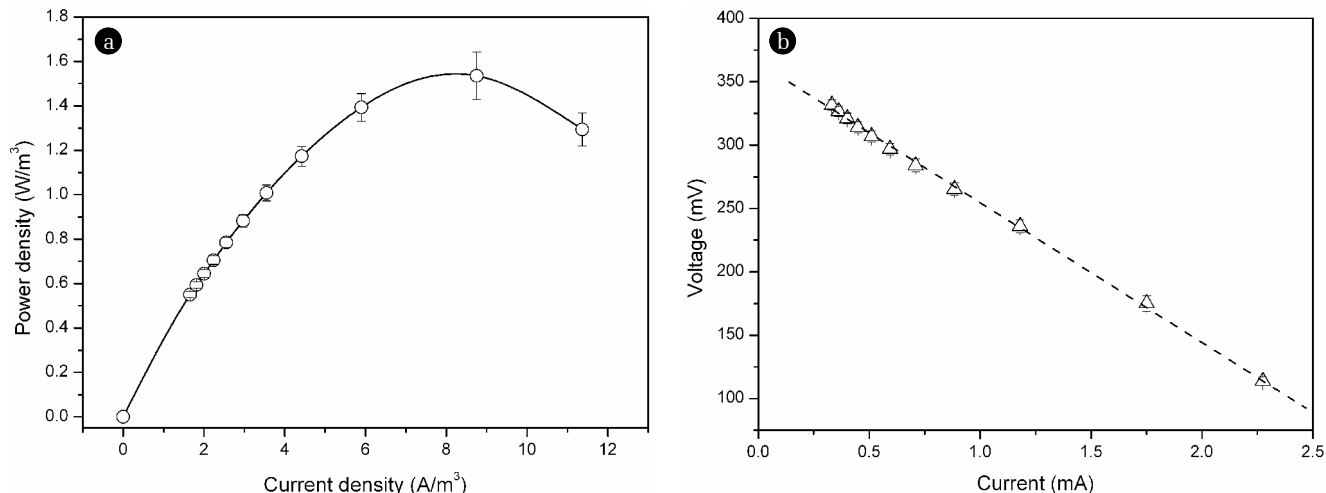 a
1.8
1.6
1.4
1.2
1.0
0.8
0.6
0.4
0.2
0.0
Power density (W/m³)
0 2 4 6 8 10 12
Current density (A/m³)
b
400
350
300
250
200
150
100
Voltage (mV)
0.0 0.5 1.0 1.5 2.0 2.5
Current (mA)